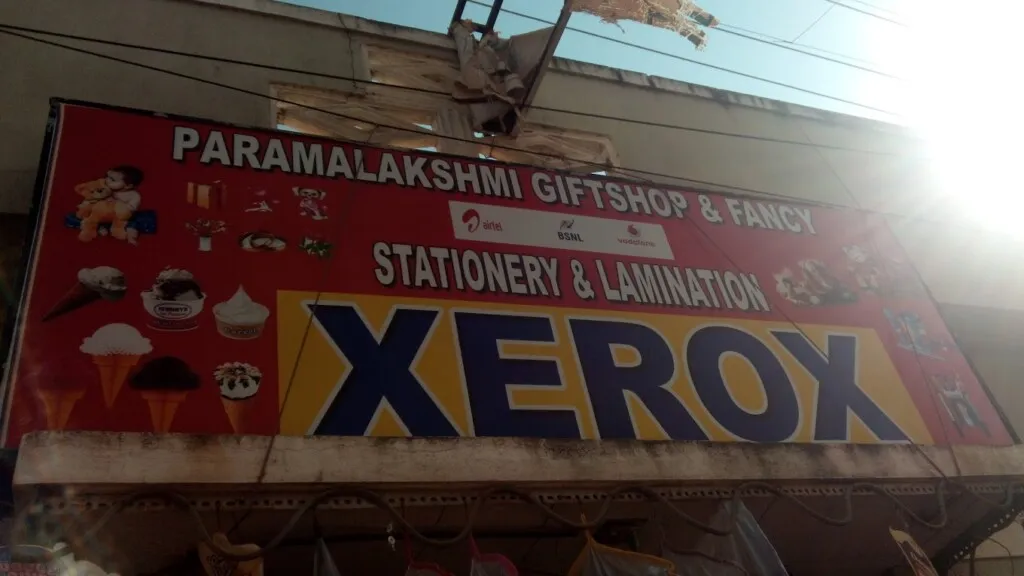 PARAMALAKSHMI GIFTSHOP & FANCY
airtel BSNL vodafone
STATIONERY & LAMINATION
XEROX